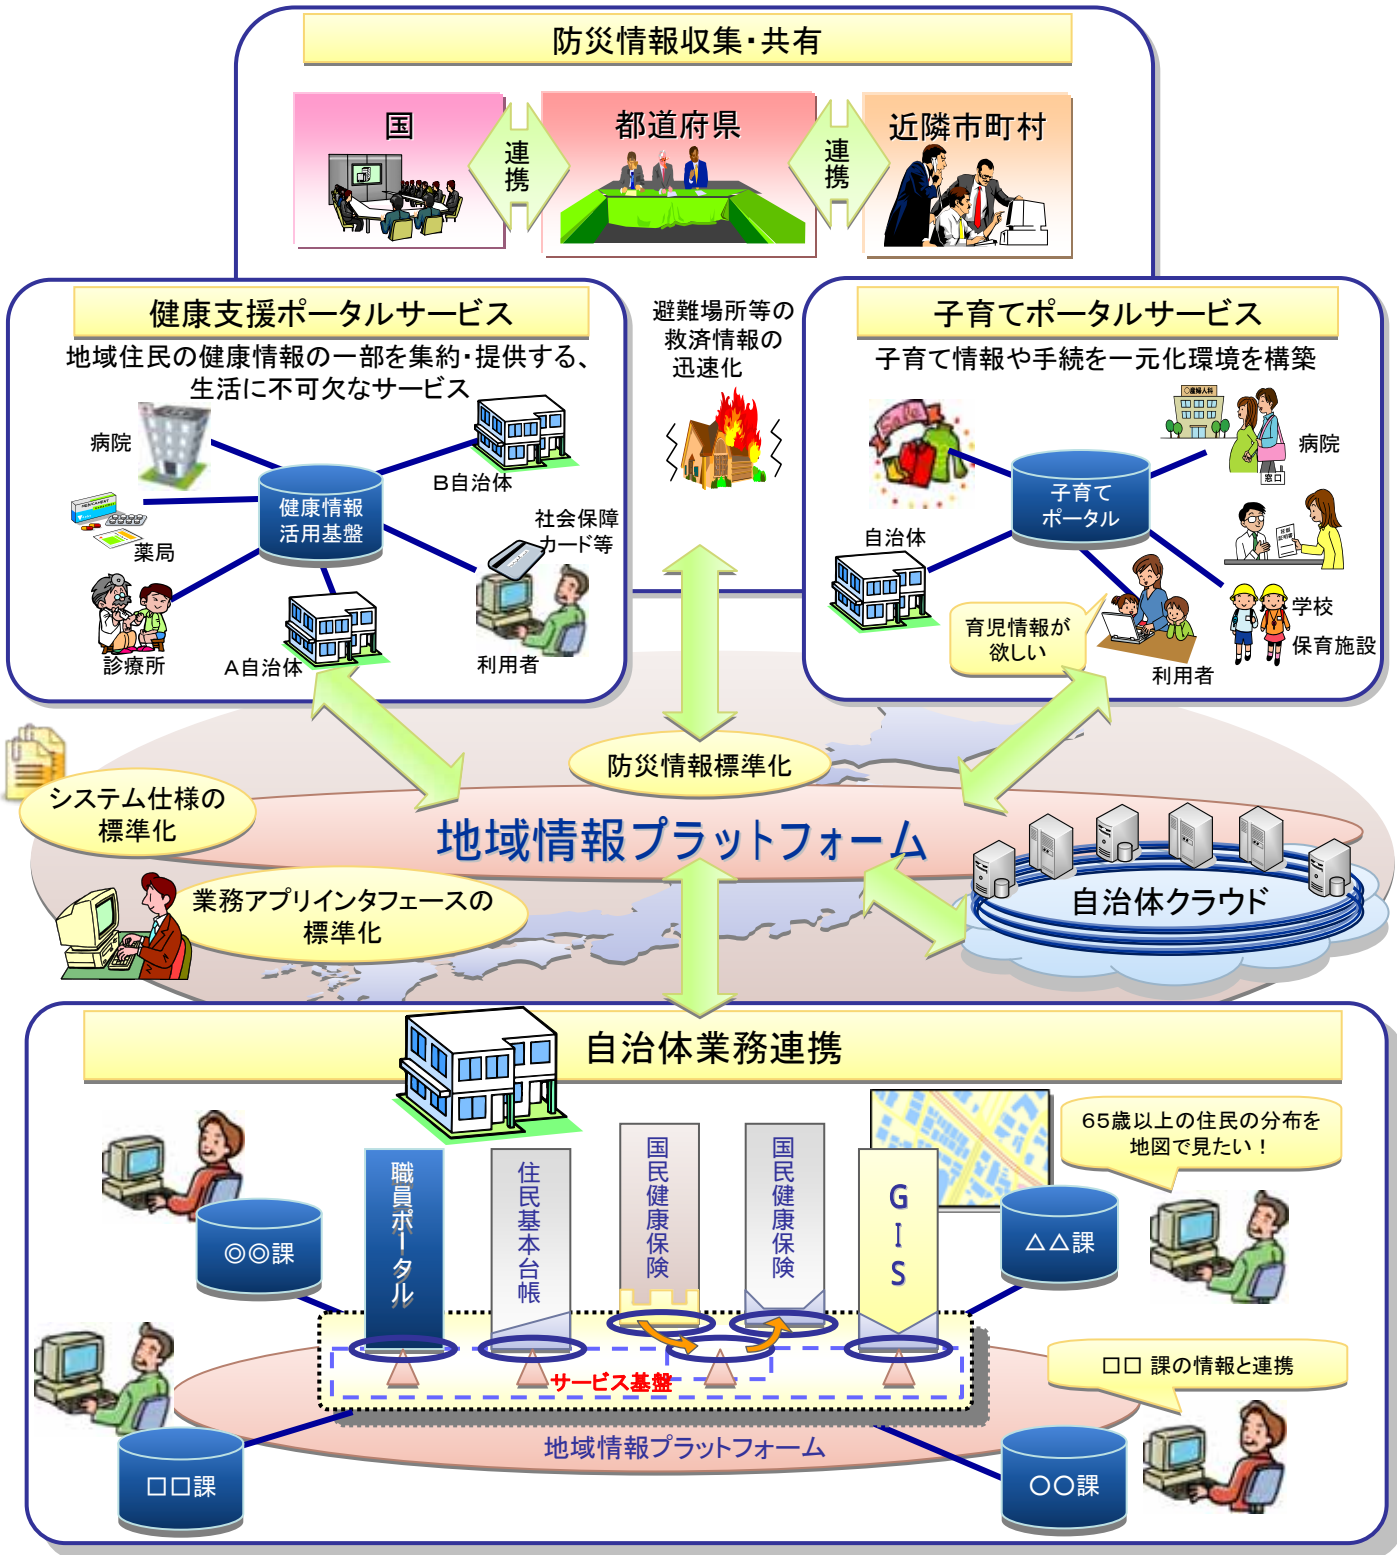 防災情報収集・共有
国
連携
都道府県
連携
近隣市町村
健康支援ポータルサービス
地域住民の健康情報の一部を集約・提供する、
生活に不可欠なサービス
病院
薬局
診療所
健康情報
活用基盤
B自治体
社会保障
カード等
A自治体
利用者
避難場所等の
救済情報の
迅速化
子育てポータルサービス
子育て情報や手続を一元化環境を構築
○産婦人科
病院
窓口
子育て
ポータル
自治体
育児情報が
欲しい
利用者
学校
保育施設
防災情報標準化
システム仕様の
標準化
地域情報プラットフォーム
業務アプリインタフェースの
標準化
自治体クラウド
自治体業務連携
65歳以上の住民の分布を
地図で見たい！
◎◎課
職員ポータル
住民基本台帳
国民健康保険
国民健康保険
GIS
△△課
サービス基盤
□□ 課の情報と連携
地域情報プラットフォーム
□□課
○○課